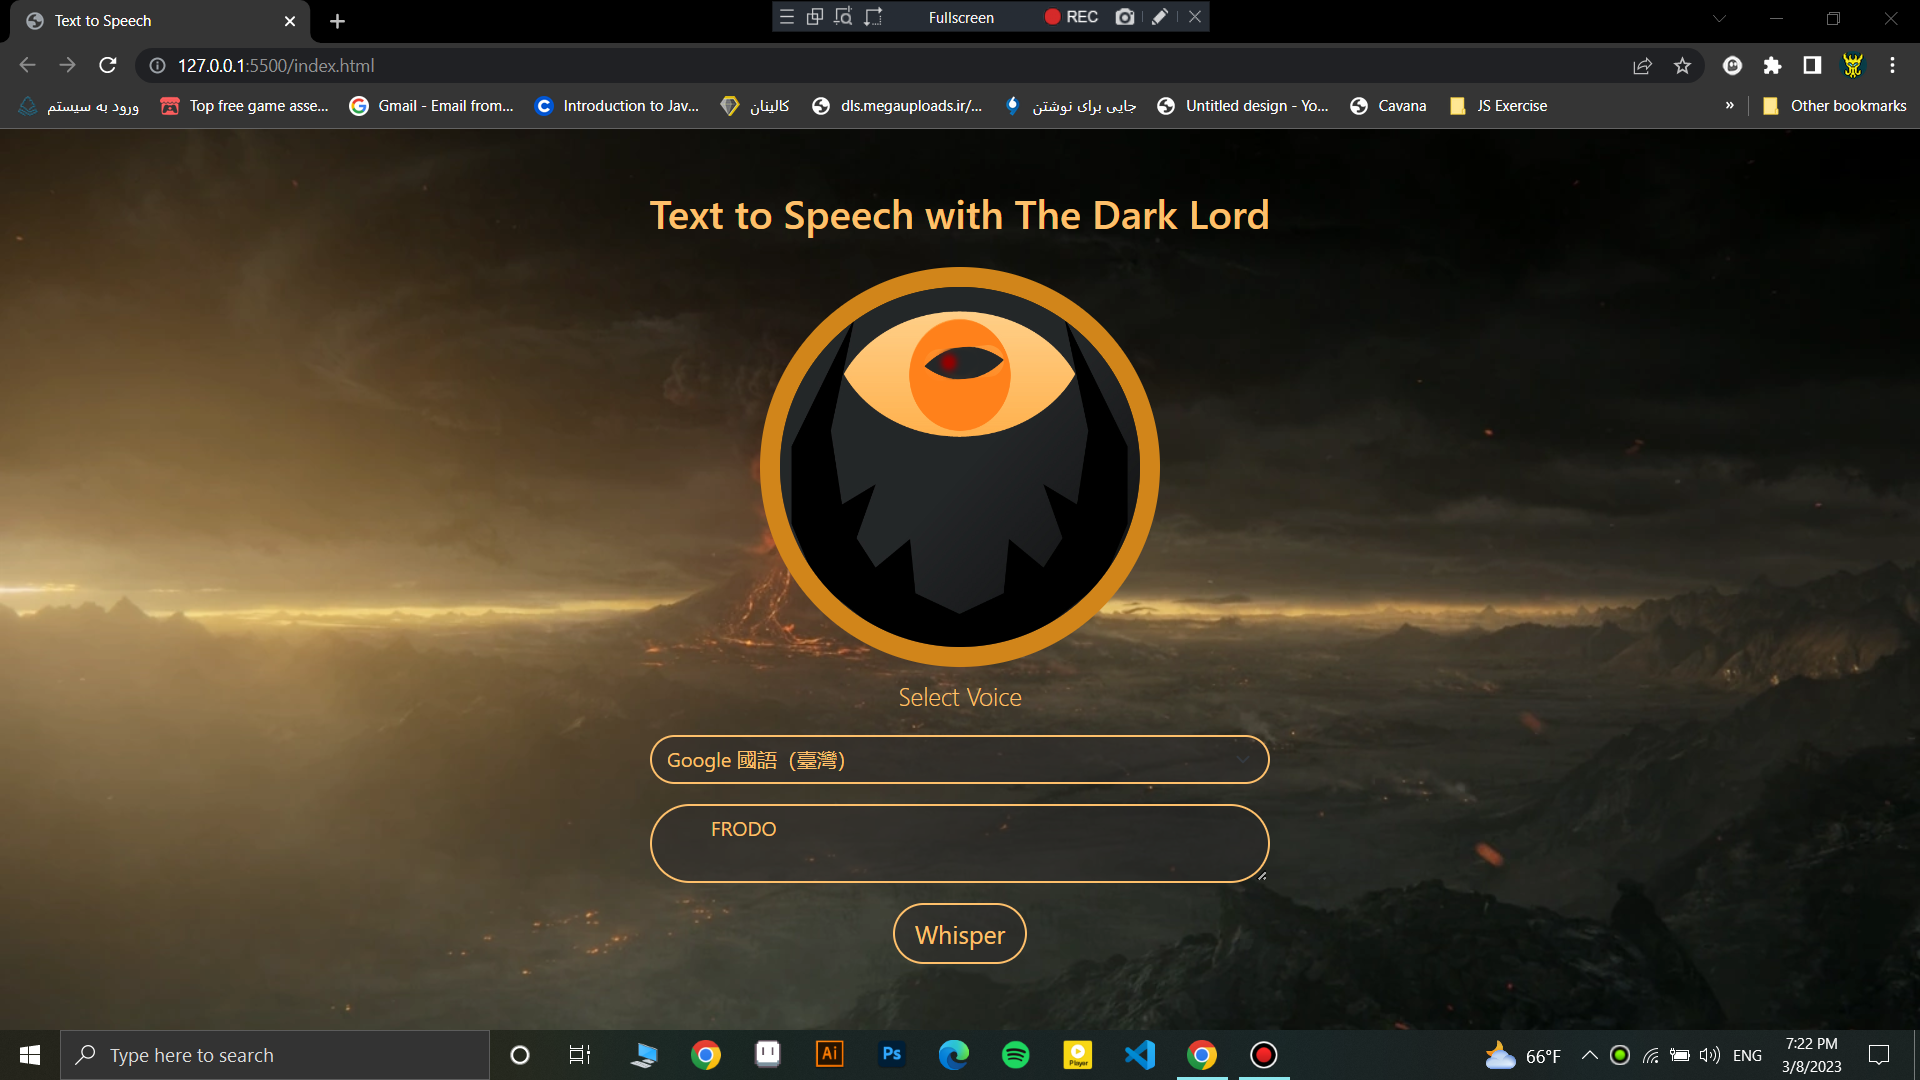 Text to Speech
Fullscreen
REC
127.0.0.1:5500/index.html
ورود به سیستم
Top free game asse...
Gmail - Email from...
Introduction to Jav...
کالینان
dls.megauploads.ir/...
جایی برای نوشتن
Untitled design - Yo...
Cavana
JS Exercise
»
Other bookmarks
Text to Speech with The Dark Lord
Select Voice
Google 國語（臺灣）
FRODO
Whisper
Type here to search
Ai
Ps
Player
66°F
ENG
7:22 PM
3/8/2023